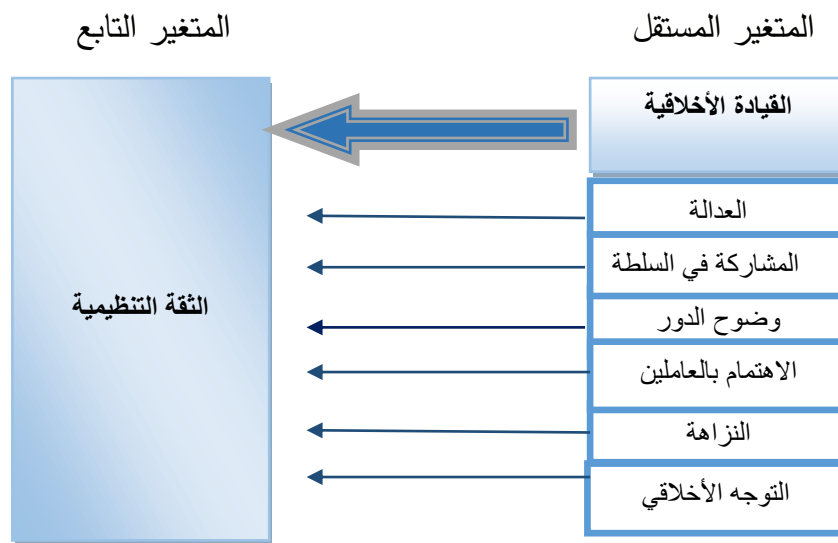 المتغير المستقل
المتغير التابع
القيادة الأخلاقية
العدالة
المشاركة في السلطة
وضوح الدور
الاهتمام بالعاملين
النزاهة
التوجه الأخلاقي
الثقة التنظيمية